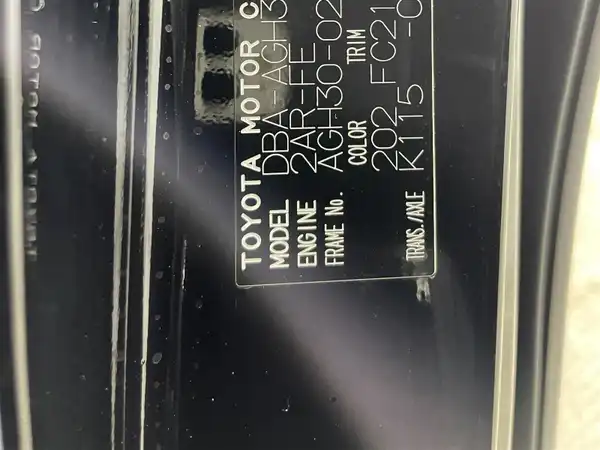 TOYOTA MOTOR C
MODEL DBA-AGH3
ENGINE 2AR-FE
FRAME No. AGH30-02
COLOR TRIM
202 FC21
TRANS./AXLE K115 -0